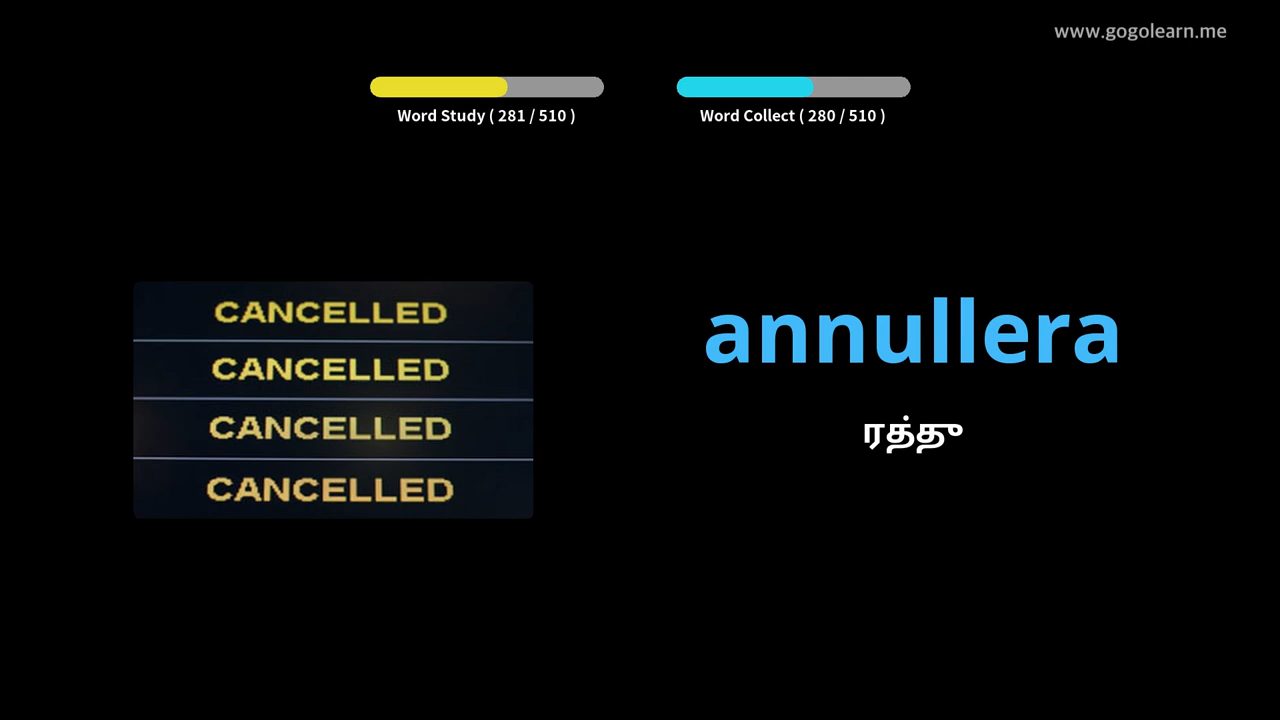 www.gogolearn.me
Word Study ( 281 / 510 )
Word Collect ( 280 / 510 )
CANCELLED
CANCELLED
CANCELLED
CANCELLED
annullera
ரத்து